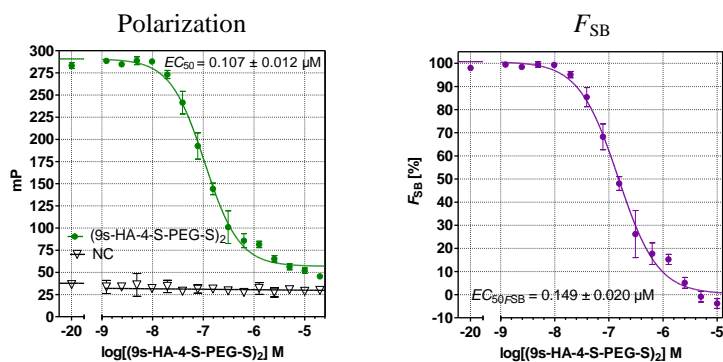 Polarization
EC50 = 0.107 ± 0.012 µM
mP
300
275
250
225
200
175
150
125
100
75
50
25
0
(9s-HA-4-S-PEG-S)2
NC
-20 -9 -8 -7 -6 -5
log[(9s-HA-4-S-PEG-S)2] M
FSB
FSB [%]
100
90
80
70
60
50
40
30
20
10
0
-10
EC50FSB = 0.149 ± 0.020 µM
-20 -9 -8 -7 -6 -5
log[(9s-HA-4-S-PEG-S)2] M